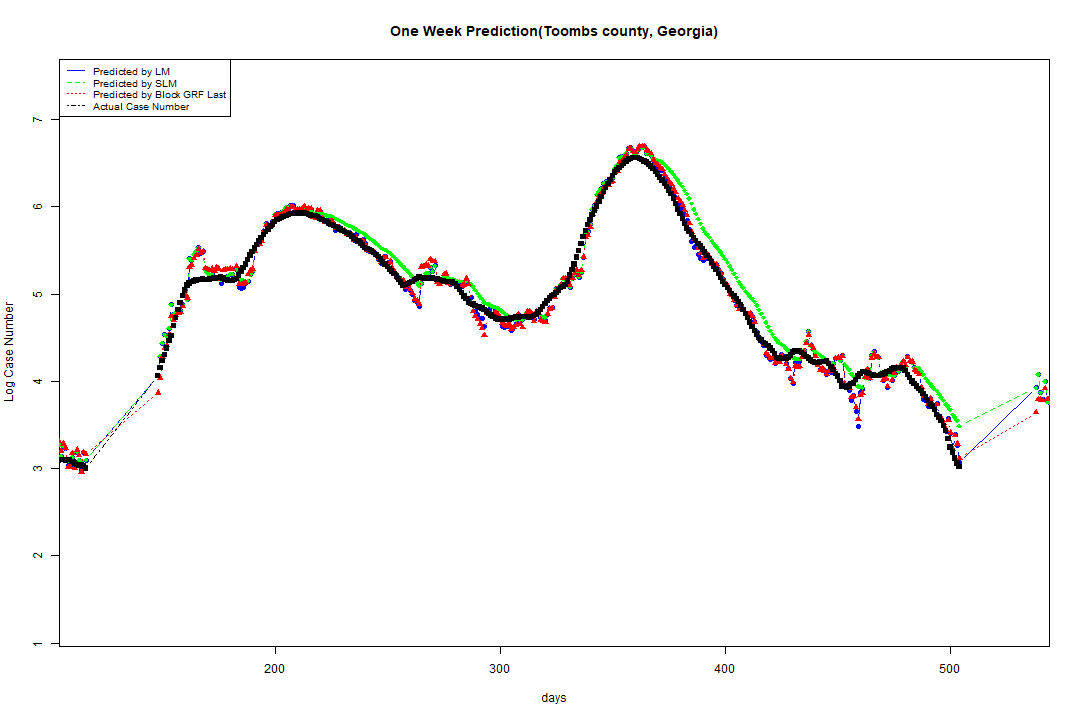 One Week Prediction(Toombs county, Georgia)
Predicted by LM
Predicted by SLM
Predicted by Block GRF Last
Actual Case Number
Log Case Number
7
6
5
4
3
2
1
200 300 400 500
days